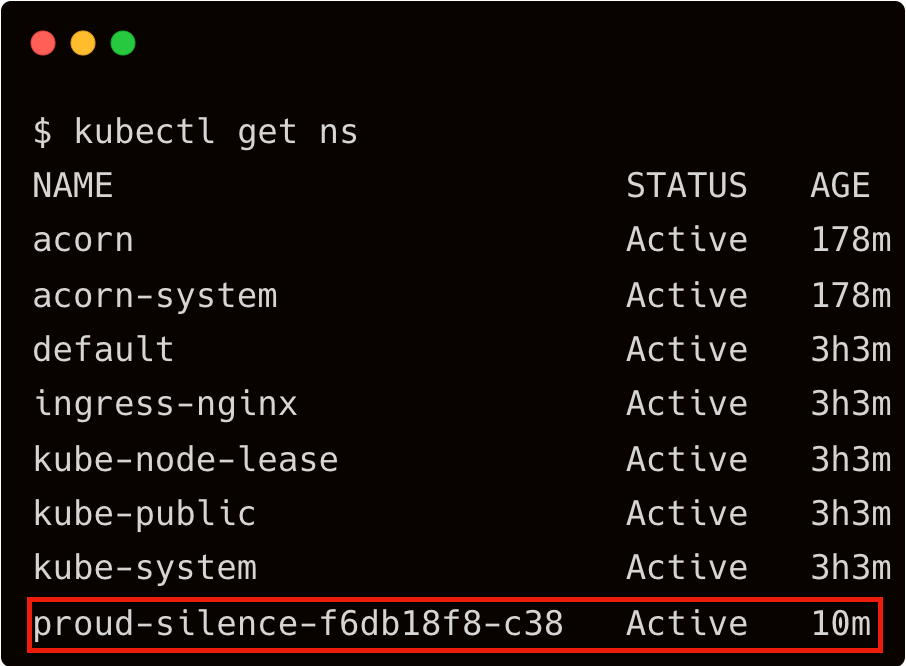 $ kubectl get ns
NAME STATUS AGE
acorn Active 178m
acorn-system Active 178m
default Active 3h3m
ingress-nginx Active 3h3m
kube-node-lease Active 3h3m
kube-public Active 3h3m
kube-system Active 3h3m
proud-silence-f6db18f8-c38 Active 10m